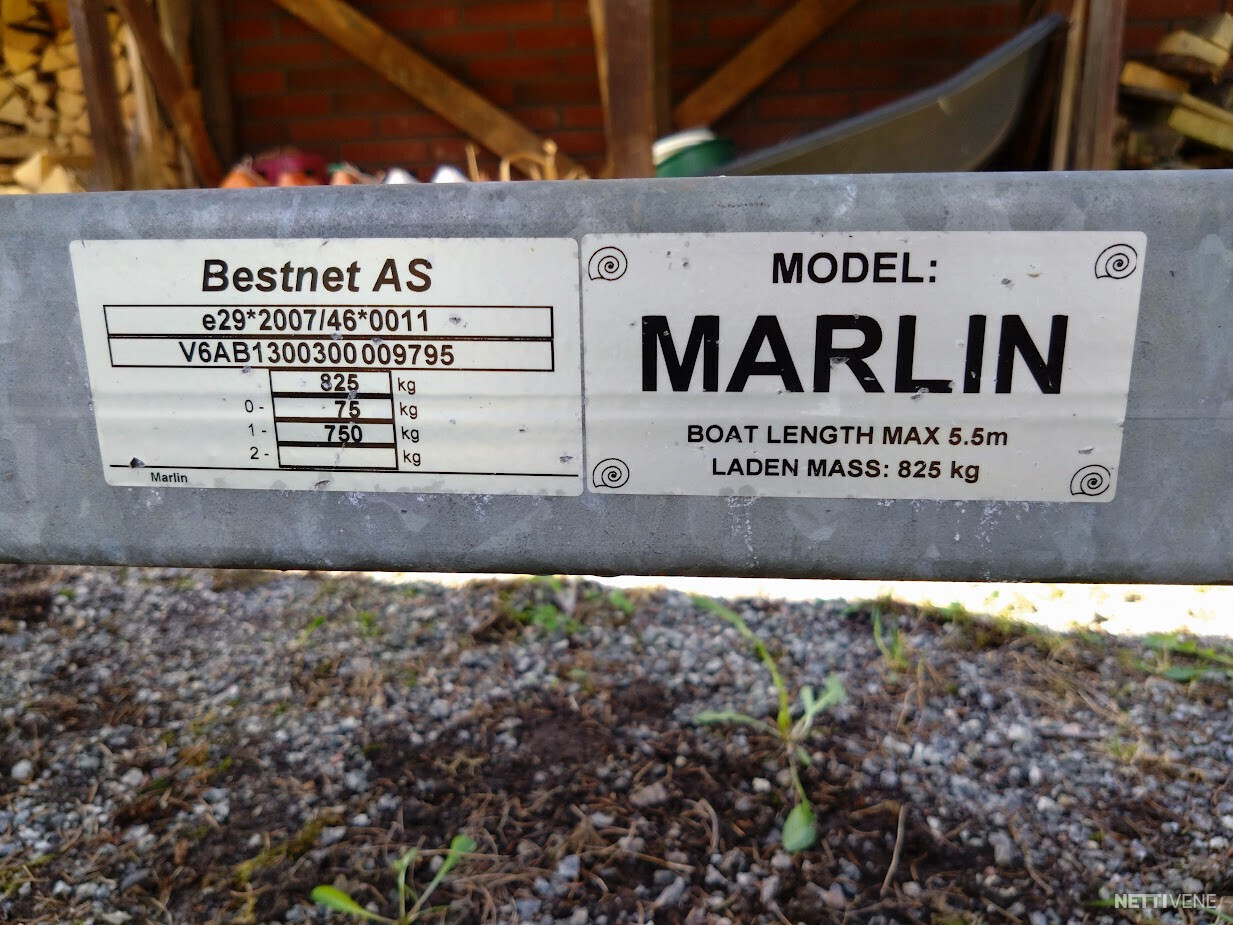 Bestnet AS
e29*2007/46*0011
V6AB1300300009795
825 kg
0- 75 kg
1- 750 kg
2- kg
Marlin
MODEL:
MARLIN
BOAT LENGTH MAX 5.5m
LADEN MASS: 825 kg
NETTIVENE